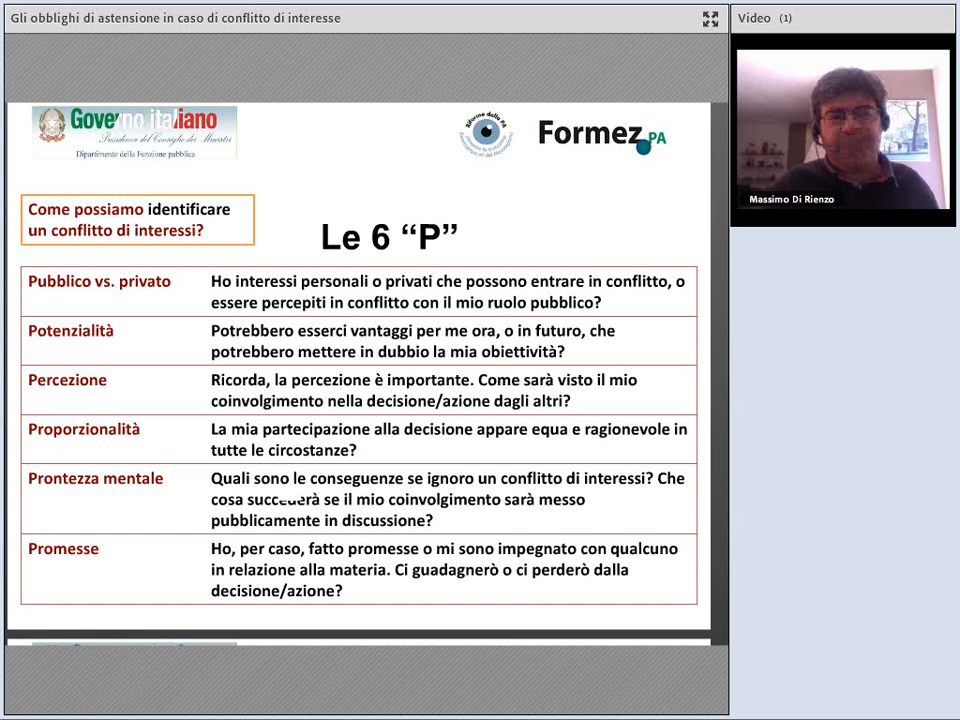 Gli obblighi di astensione in caso di conflitto di interesse
Video (1)
Governo italiano
Presidenza del Consiglio dei Ministri
Dipartimento della Funzione pubblica
Riforme della PA
Formez PA
Massimo Di Rienzo
Come possiamo identificare
un conflitto di interessi?
Le 6 “P”
Pubblico vs. privato
Ho interessi personali o privati che possono entrare in conflitto, o
essere percepiti in conflitto con il mio ruolo pubblico?
Potenzialità
Potrebbero esserci vantaggi per me ora, o in futuro, che
potrebbero mettere in dubbio la mia obiettività?
Percezione
Ricorda, la percezione è importante. Come sarà visto il mio
coinvolgimento nella decisione/azione dagli altri?
Proporzionalità
La mia partecipazione alla decisione appare equa e ragionevole in
tutte le circostanze?
Prontezza mentale
Quali sono le conseguenze se ignoro un conflitto di interessi? Che
cosa succederà se il mio coinvolgimento sarà messo
pubblicamente in discussione?
Promesse
Ho, per caso, fatto promesse o mi sono impegnato con qualcuno
in relazione alla materia. Ci guadagnerò o ci perderò dalla
decisione/azione?